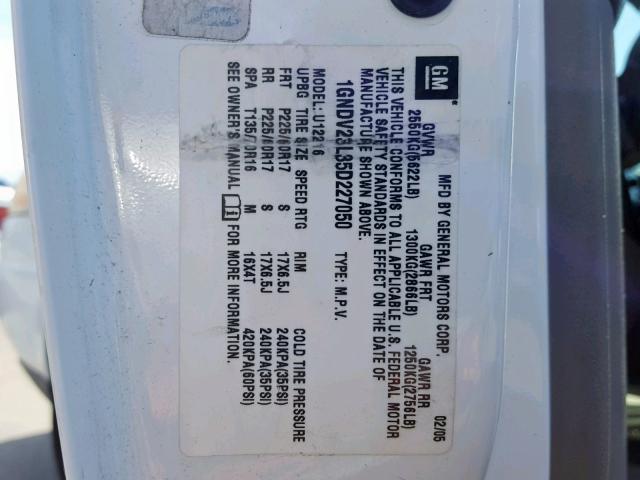 GM
MFD BY GENERAL MOTORS CORP. 02/05
GVWR GAWR FRT GAWR RR
2550KG(5622LB) 1300KG(2866LB) 1250KG(2756LB)
THIS VEHICLE CONFORMS TO ALL APPLICABLE U.S. FEDERAL MOTOR
VEHICLE SAFETY STANDARDS IN EFFECT ON THE DATE OF
MANUFACTURE SHOWN ABOVE.
1GNDV23L35D227050 TYPE: M.P.V.
MODEL: U12216
UPBG TIRE SIZE SPEED RTG RIM COLD TIRE PRESSURE
FRT P225/60R17 S 17X6.5J 240KPA(35PSI)
RR P225/60R17 S 17X6.5J 240KPA(35PSI)
SPA T135/70R16 M 16X4T 420KPA(60PSI)
SEE OWNER'S MANUAL FOR MORE INFORMATION.